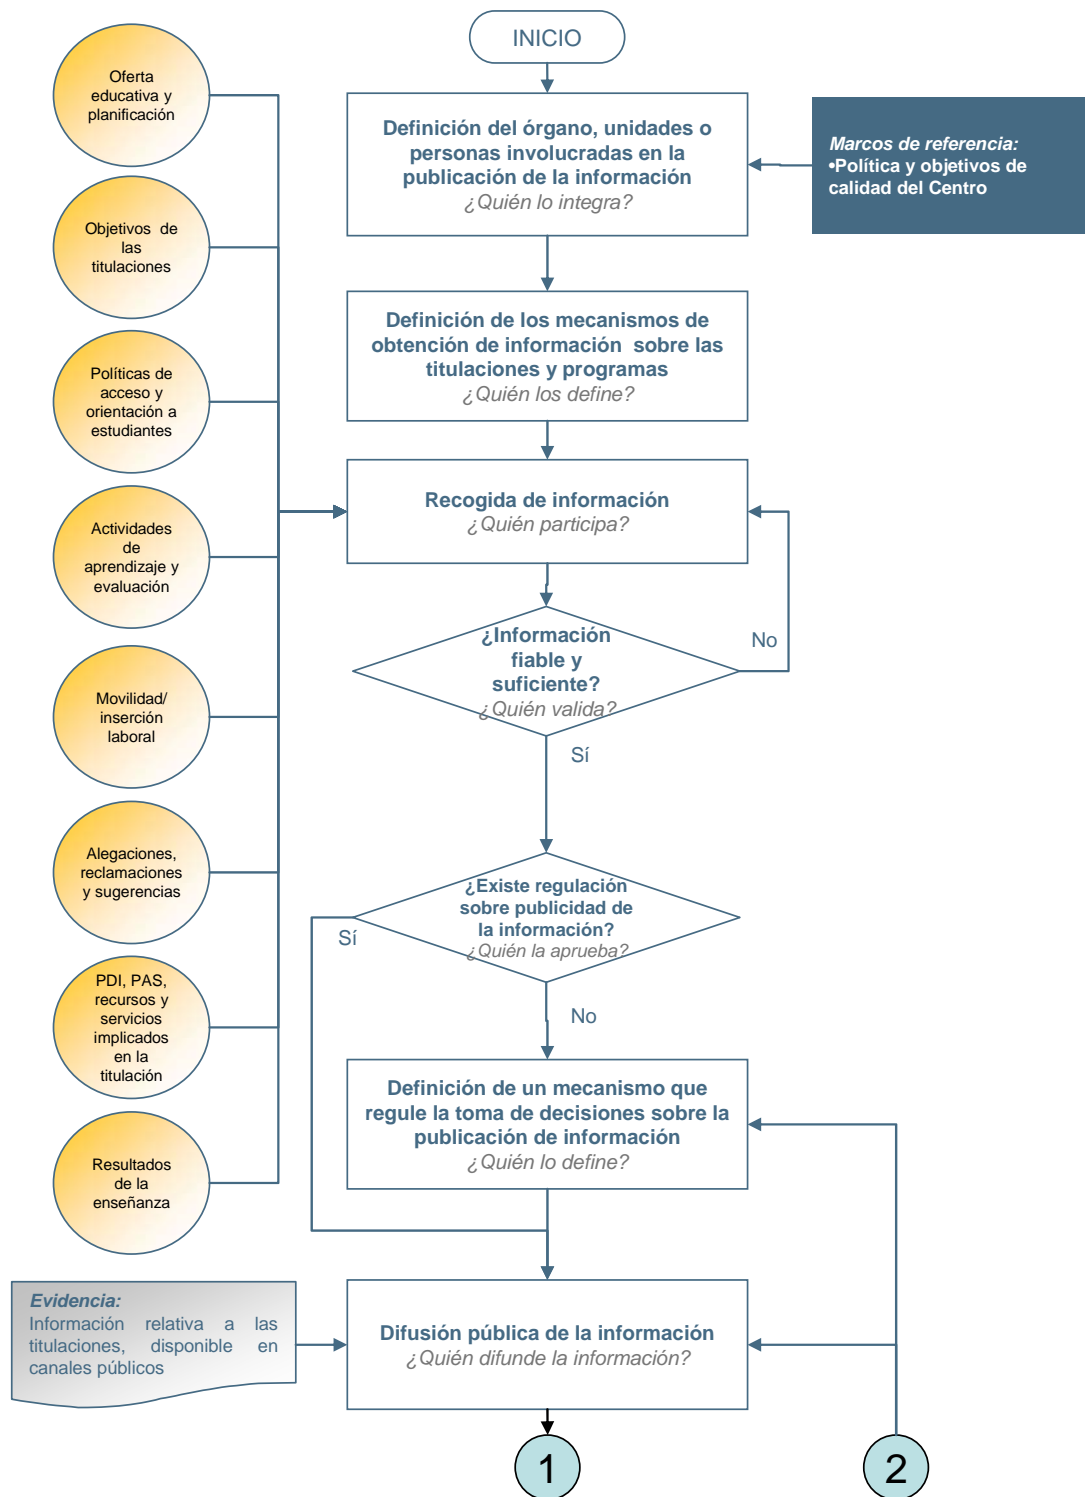 INICIO
Definición del órgano, unidades o
personas involucradas en la
publicación de la información
¿Quién lo integra?
Marcos de referencia:
•Política y objetivos de
calidad del Centro
Definición de los mecanismos de
obtención de información sobre las
titulaciones y programas
¿Quién los define?
Recogida de información
¿Quién participa?
¿Información
fiable y
suficiente?
¿Quién valida?
No
Sí
¿Existe regulación
sobre publicidad de
la información?
¿Quién la aprueba?
Sí
No
Definición de un mecanismo que
regule la toma de decisiones sobre la
publicación de información
¿Quién lo define?
Difusión pública de la información
¿Quién difunde la información?
1
2
Oferta
educativa y
planificación
Objetivos de
las
titulaciones
Políticas de
acceso y
orientación a
estudiantes
Actividades
de
aprendizaje y
evaluación
Movilidad/
inserción
laboral
Alegaciones,
reclamaciones
y sugerencias
PDI, PAS,
recursos y
servicios
implicados
en la
titulación
Resultados
de la
enseñanza
Evidencia:
Información relativa a las
titulaciones, disponible en
canales públicos